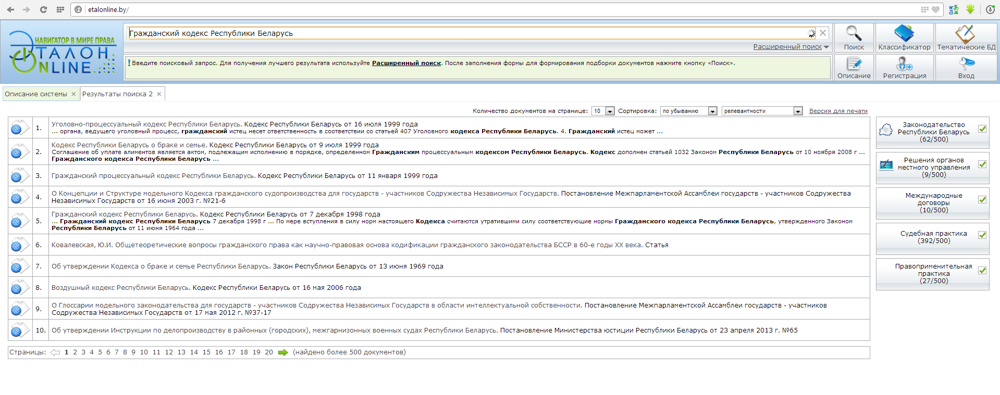 etalonline.by/
НАВИГАТОР В МИРЕ ПРАВА
ЭТАЛОН
ONLINE
Гражданский кодекс Республики Беларусь
Расширенный поиск
! Введите поисковый запрос. Для получения лучшего результата используйте Расширенный поиск. После заполнения формы для формирования подборки документов нажмите кнопку «Поиск».
Поиск
Классификатор
Тематические БД
Описание
Регистрация
Вход
Описание системы ×
Результаты поиска 2 ×
Количество документов на странице: 10 Сортировка: по убыванию релевантности Версия для печати
1. Уголовно-процессуальный кодекс Республики Беларусь. Кодекс Республики Беларусь от 16 июля 1999 года
... органа, ведущего уголовный процесс, гражданский истец несет ответственность в соответствии со статьей 407 Уголовного кодекса Республики Беларусь. 4. Гражданский истец может ...
2. Кодекс Республики Беларусь о браке и семье. Кодекс Республики Беларусь от 9 июля 1999 года
Соглашение об уплате алиментов является актом, подлежащим исполнению в порядке, определенном Гражданским процессуальным кодексом Республики Беларусь. Кодекс дополнен статьей 1032 Законом Республики Беларусь от 10 ноября 2008 г ...
Гражданского кодекса Республики Беларусь ...
3. Гражданский процессуальный кодекс Республики Беларусь. Кодекс Республики Беларусь от 11 января 1999 года
4. О Концепции и Структуре модельного Кодекса гражданского судопроизводства для государств - участников Содружества Независимых Государств. Постановление Межпарламентской Ассамблеи государств - участников Содружества
Независимых Государств от 16 июня 2003 г. №21-6
5. Гражданский кодекс Республики Беларусь. Кодекс Республики Беларусь от 7 декабря 1998 года
... Гражданский кодекс Республики Беларусь 7 декабря 1998 г ... По мере вступления в силу норм настоящего Кодекса считаются утратившими силу соответствующие нормы Гражданского кодекса Республики Беларусь, утвержденного Законом
Республики Беларусь от 11 июня 1964 года ...
6. Ковалевская, Ю.И. Общетеоретические вопросы гражданского права как научно-правовая основа кодификации гражданского законодательства БССР в 60-е годы XX века. Статья
7. Об утверждении Кодекса о браке и семье Республики Беларусь. Закон Республики Беларусь от 13 июня 1969 года
8. Воздушный кодекс Республики Беларусь. Кодекс Республики Беларусь от 16 мая 2006 года
9. О Глоссарии модельного законодательства для государств - участников Содружества Независимых Государств в области интеллектуальной собственности. Постановление Межпарламентской Ассамблеи государств - участников
Содружества Независимых Государств от 17 мая 2012 г. №37-17
10. Об утверждении Инструкции по делопроизводству в районных (городских), межгарнизонных военных судах Республики Беларусь. Постановление Министерства юстиции Республики Беларусь от 23 апреля 2013 г. №65
Страницы: 1 2 3 4 5 6 7 8 9 10 11 12 13 14 15 16 17 18 19 20 (найдено более 500 документов)
Законодательство
Республики Беларусь
(62/500)
Решения органов
местного управления
(9/500)
Международные
договоры
(10/500)
Судебная практика
(392/500)
Правоприменительная
практика
(27/500)